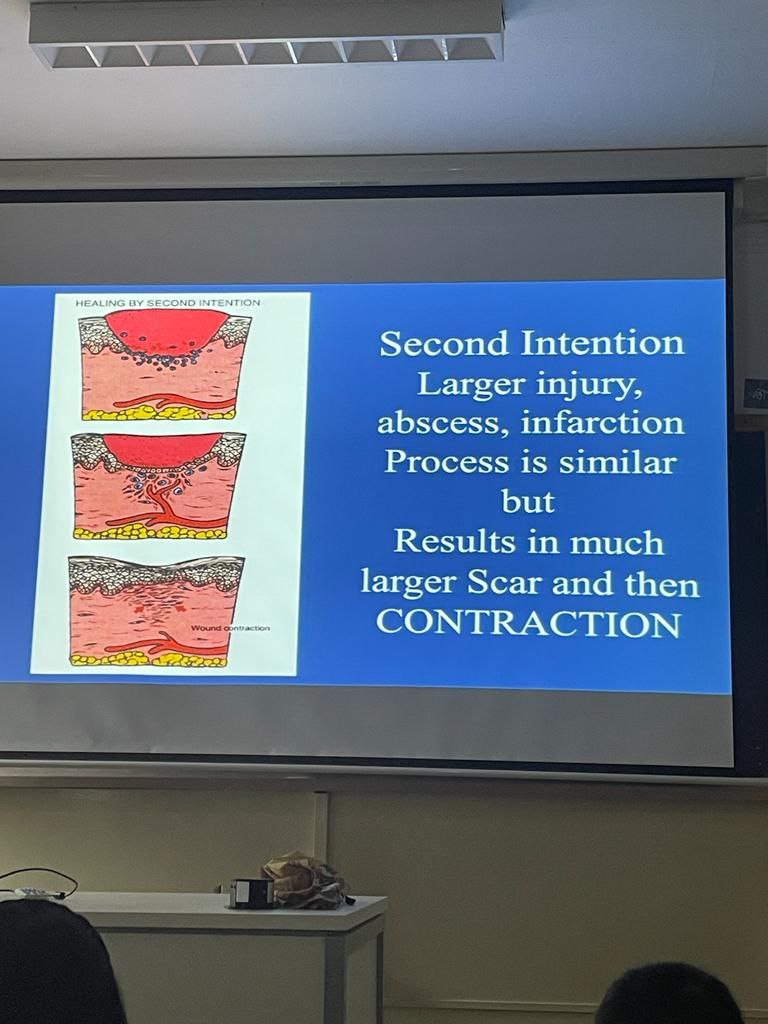 HEALING BY SECOND INTENTION
Wound contraction
Second Intention
Larger injury,
abscess, infarction
Process is similar
but
Results in much
larger Scar and then
CONTRACTION